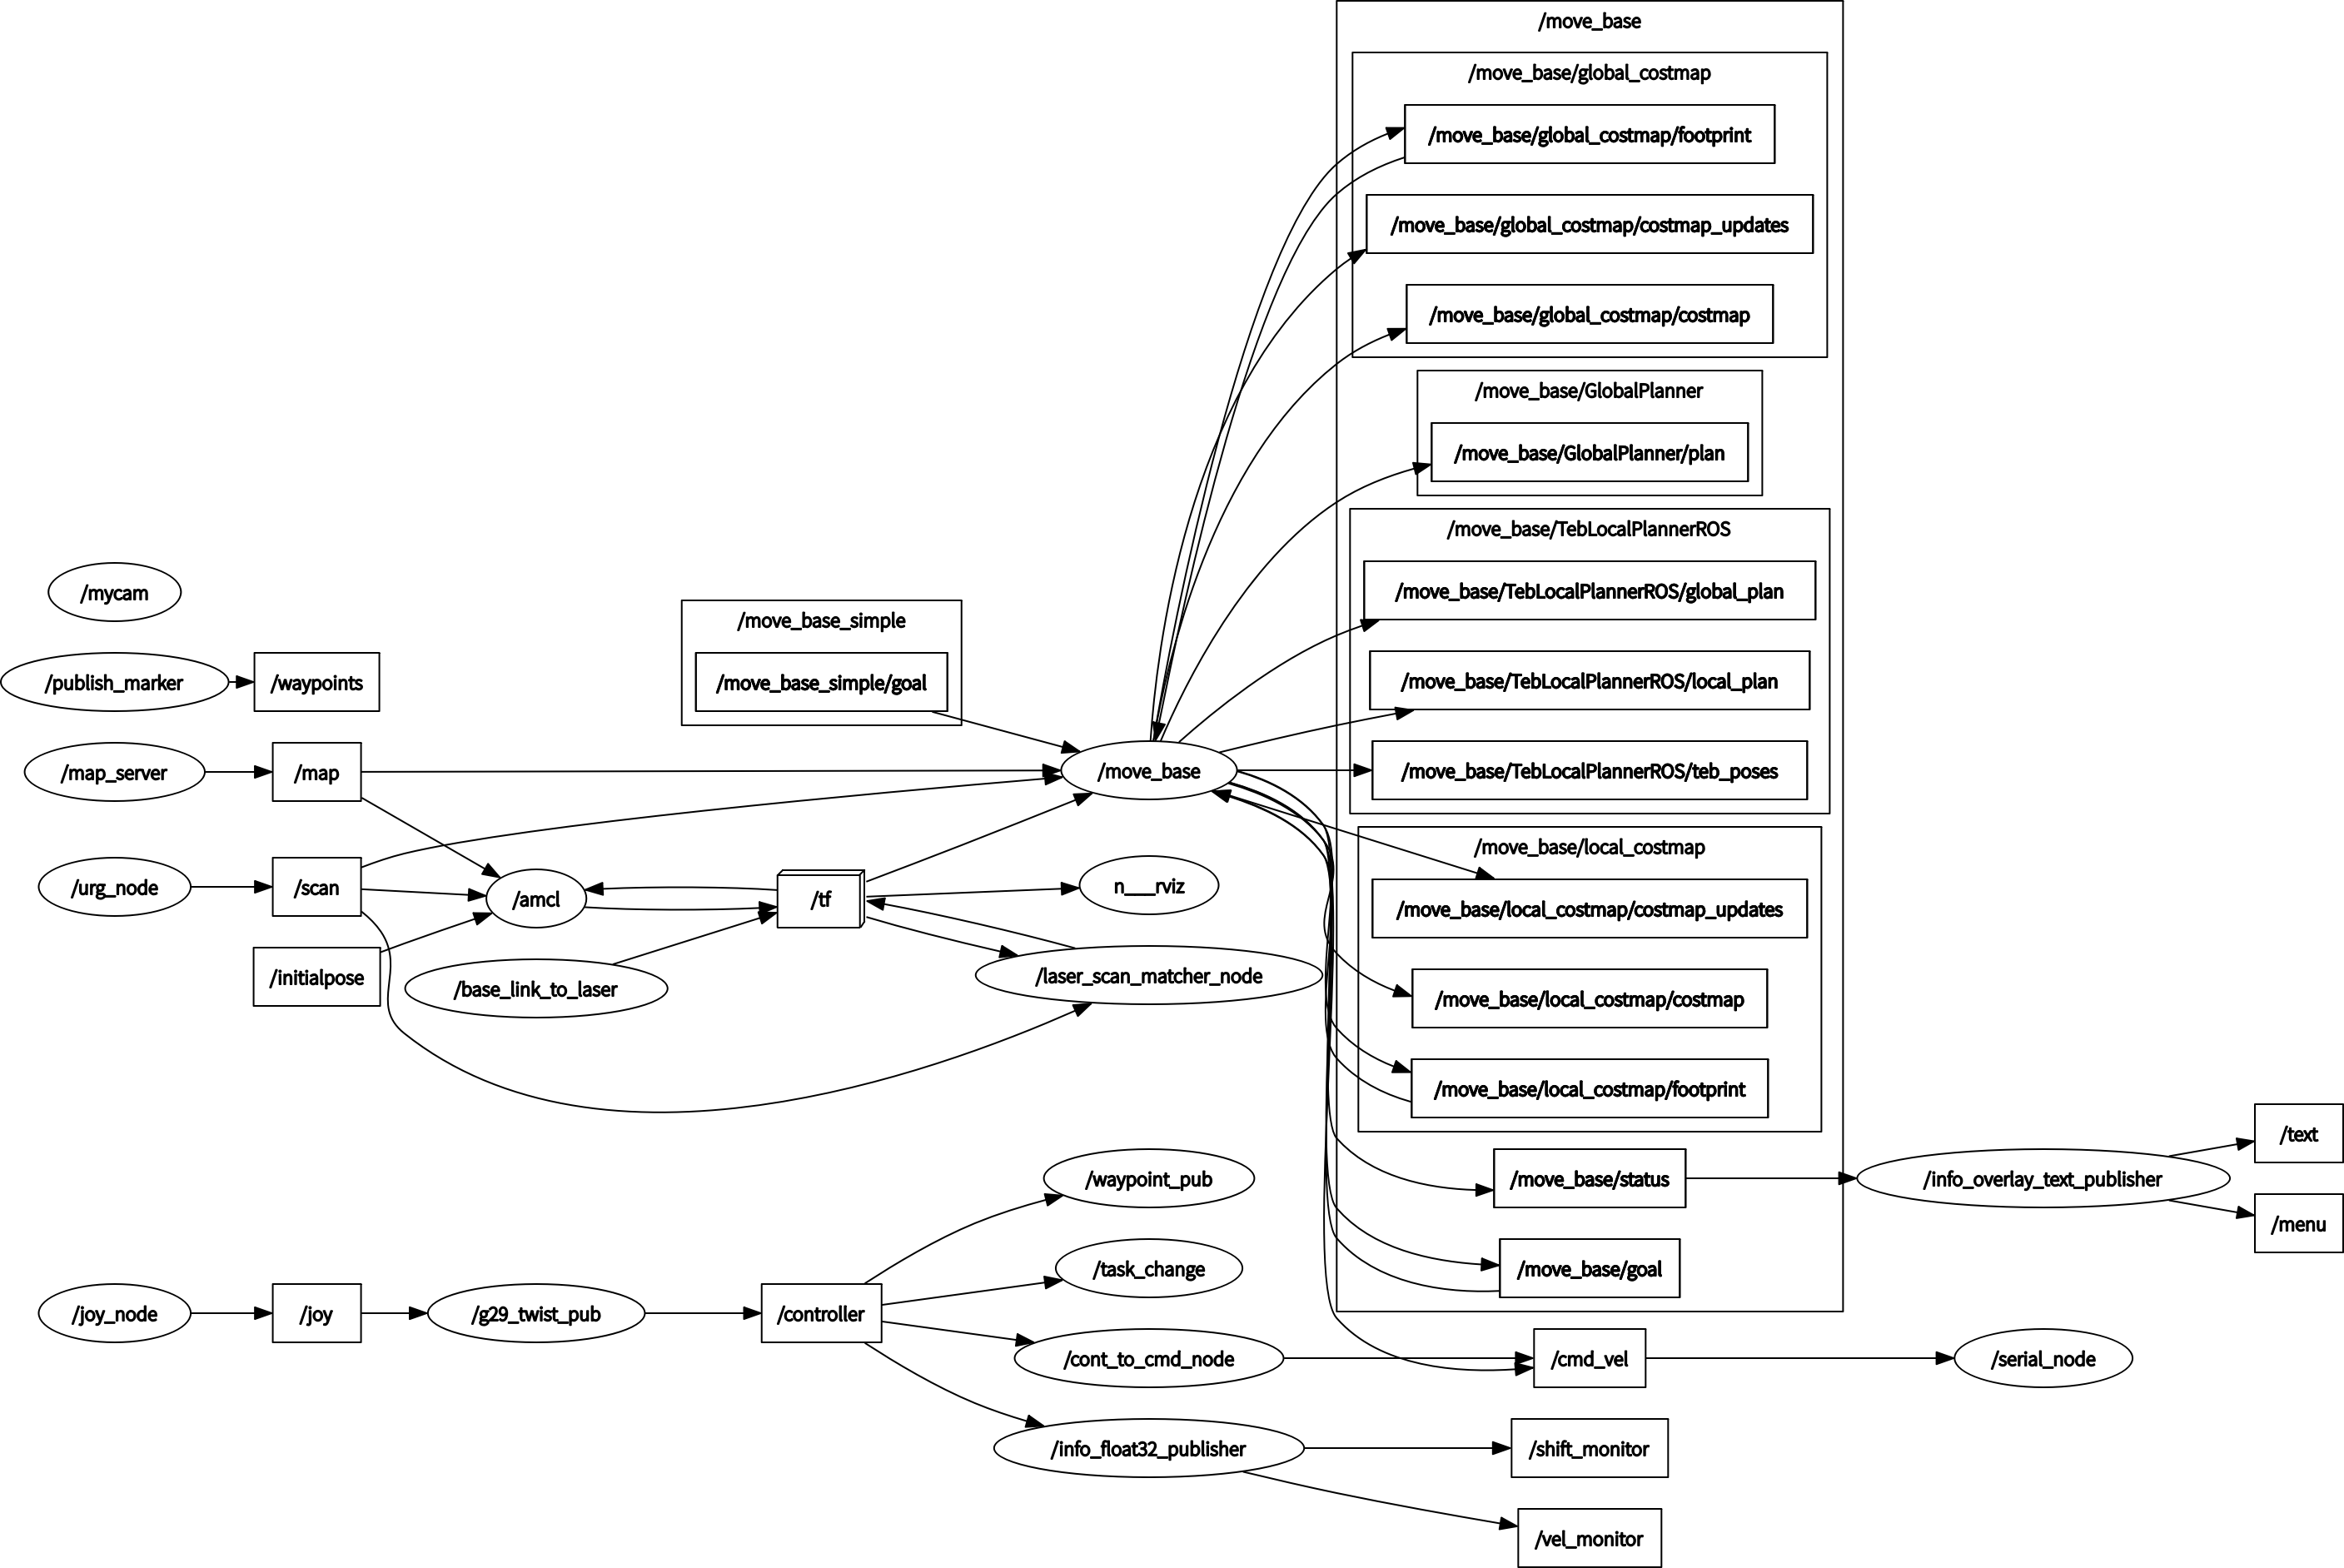 /move_base
/move_base/global_costmap
/move_base/global_costmap/footprint
/move_base/global_costmap/costmap_updates
/move_base/global_costmap/costmap
/move_base/GlobalPlanner
/move_base/GlobalPlanner/plan
/move_base/TebLocalPlannerROS
/mycam
/move_base/TebLocalPlannerROS/global_plan
/move_base_simple
/publish_marker
/waypoints
/move_base_simple/goal
/move_base/TebLocalPlannerROS/local_plan
/map_server
/map
/move_base
/move_base/TebLocalPlannerROS/teb_poses
/move_base/local_costmap
/urg_node
/scan
/amcl
/tf
n___rviz
/move_base/local_costmap/costmap_updates
/initialpose
/base_link_to_laser
/laser_scan_matcher_node
/move_base/local_costmap/costmap
/move_base/local_costmap/footprint
/text
/waypoint_pub
/move_base/status
/info_overlay_text_publisher
/menu
/task_change
/move_base/goal
/joy_node
/joy
/g29_twist_pub
/controller
/cont_to_cmd_node
/cmd_vel
/serial_node
/info_float32_publisher
/shift_monitor
/vel_monitor